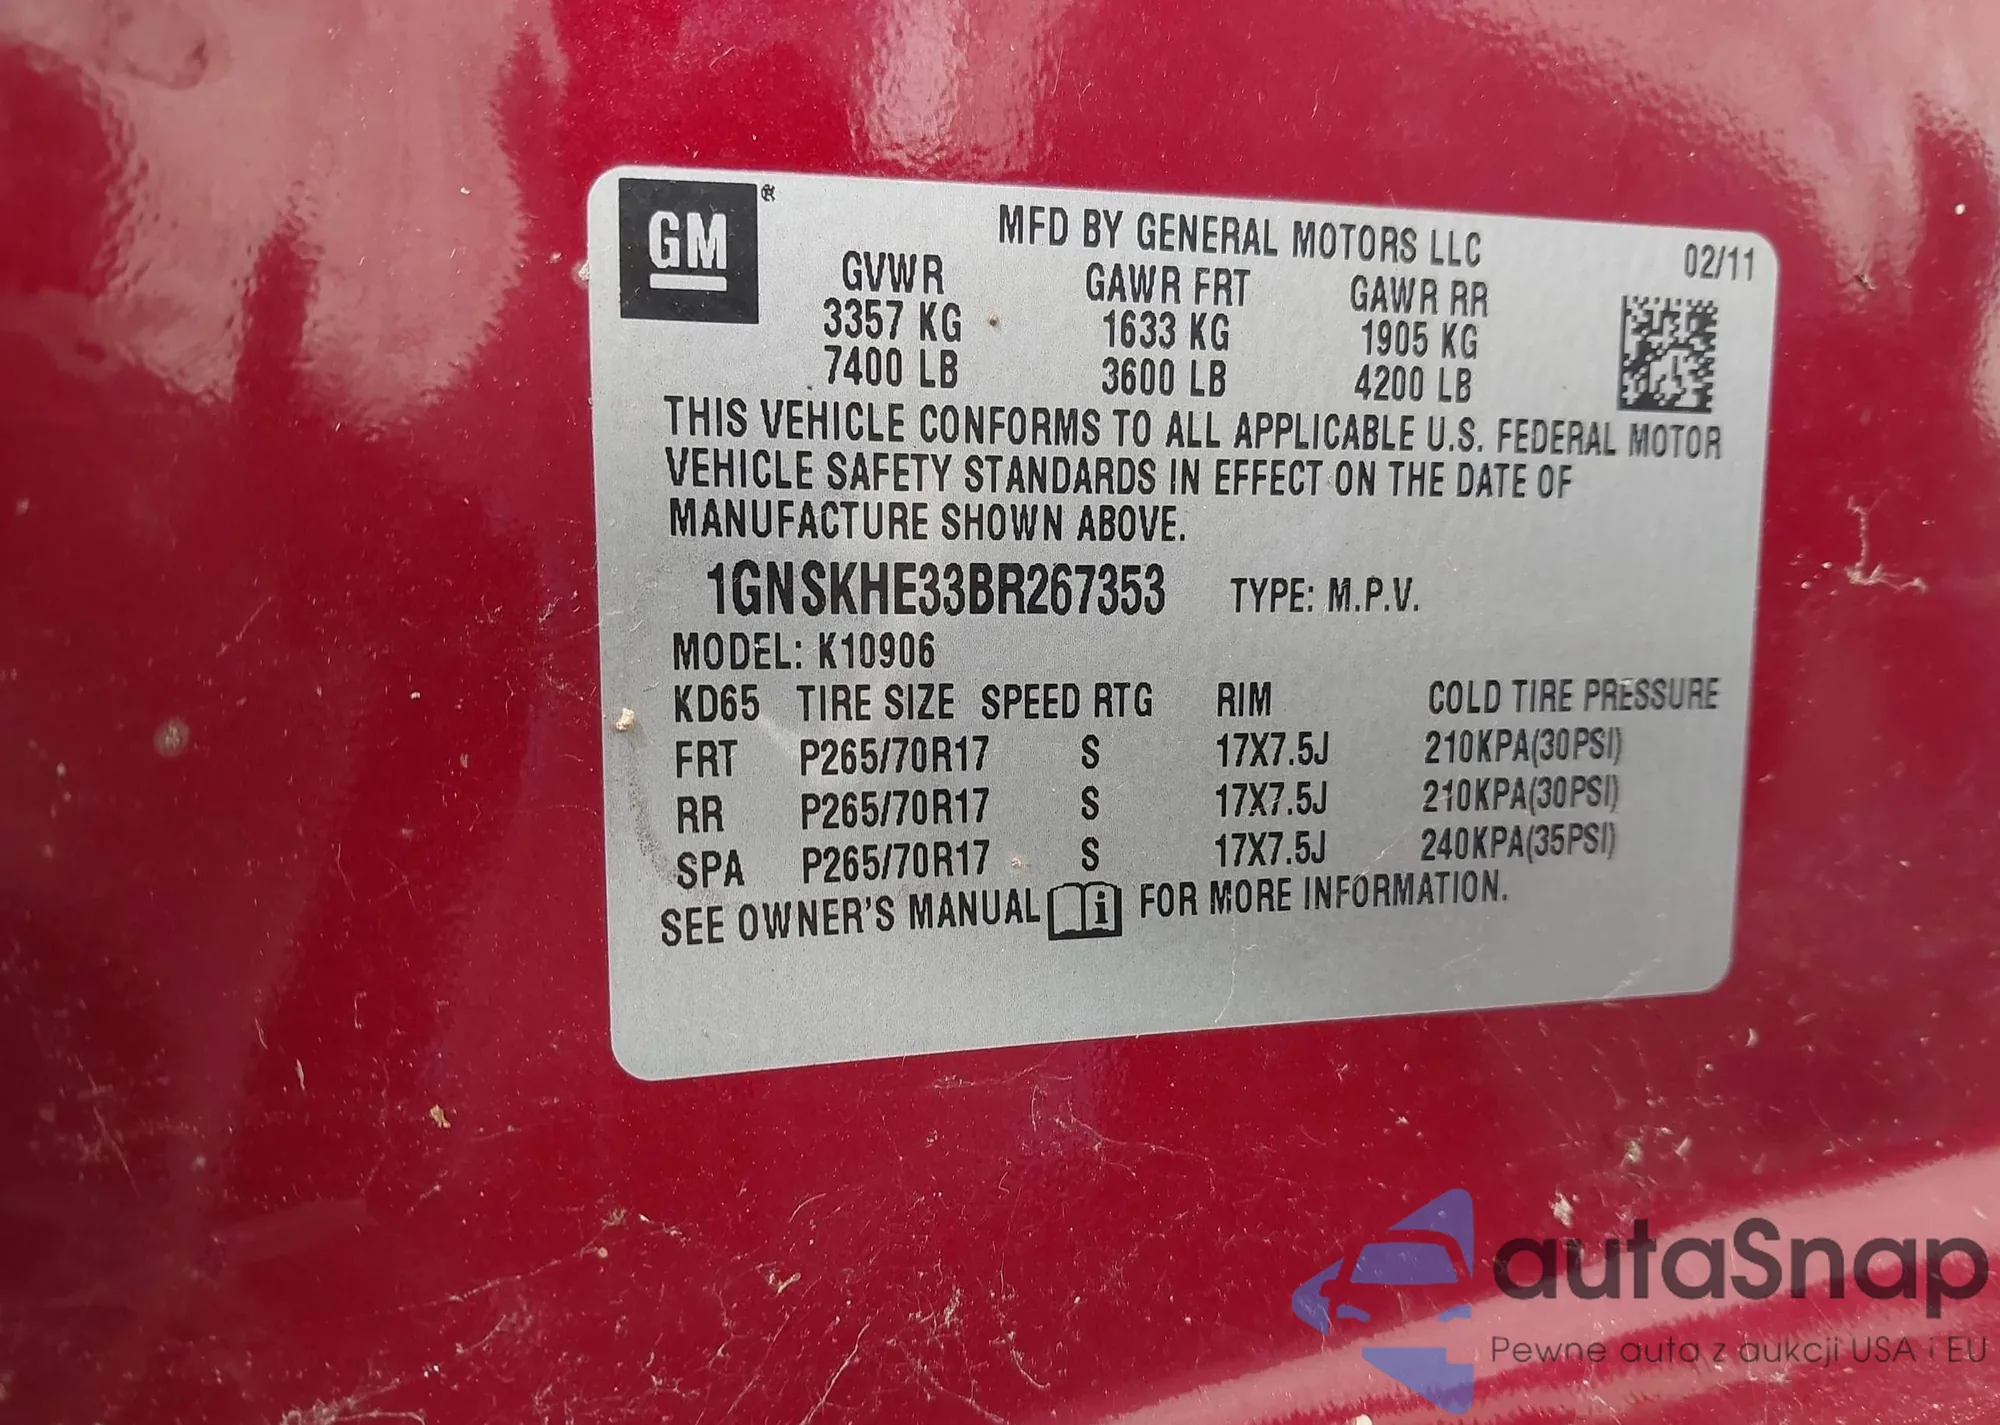 GM ®
MFD BY GENERAL MOTORS LLC 02/11
GVWR GAWR FRT GAWR RR
3357 KG 1633 KG 1905 KG
7400 LB 3600 LB 4200 LB
THIS VEHICLE CONFORMS TO ALL APPLICABLE U.S. FEDERAL MOTOR
VEHICLE SAFETY STANDARDS IN EFFECT ON THE DATE OF
MANUFACTURE SHOWN ABOVE.
1GNSKHE33BR267353 TYPE: M.P.V.
MODEL: K10906
KD65 TIRE SIZE SPEED RTG RIM COLD TIRE PRESSURE
FRT P265/70R17 S 17X7.5J 210KPA(30PSI)
RR P265/70R17 S 17X7.5J 210KPA(30PSI)
SPA P265/70R17 S 17X7.5J 240KPA(35PSI)
SEE OWNER'S MANUAL i FOR MORE INFORMATION.
autaSnap
Pewne auta z aukcji USA i EU